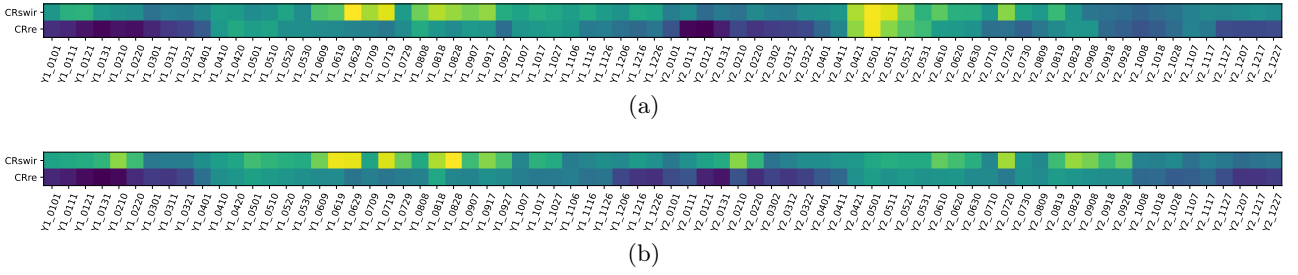 CRswir
CRre
Y1_0101 Y1_0111 Y1_0121 Y1_0131 Y1_0210 Y1_0220 Y1_0301 Y1_0311 Y1_0321 Y1_0401 Y1_0410 Y1_0420 Y1_0501 Y1_0510 Y1_0520 Y1_0530 Y1_0609 Y1_0619 Y1_0629 Y1_0709 Y1_0719 Y1_0729 Y1_0808 Y1_0818 Y1_0828 Y1_0907 Y1_0917 Y1_0927 Y1_1007 Y1_1017 Y1_1027 Y1_1106 Y1_1116 Y1_1126 Y1_1206 Y1_1216 Y1_1226 Y2_0101 Y2_0111 Y2_0121 Y2_0131 Y2_0210 Y2_0220 Y2_0302 Y2_0312 Y2_0322 Y2_0401 Y2_0411 Y2_0421 Y2_0501 Y2_0511 Y2_0521 Y2_0531 Y2_0610 Y2_0620 Y2_0630 Y2_0710 Y2_0720 Y2_0730 Y2_0809 Y2_0819 Y2_0829 Y2_0908 Y2_0918 Y2_0928 Y2_1008 Y2_1018 Y2_1028 Y2_1107 Y2_1117 Y2_1127 Y2_1207 Y2_1217 Y2_1227
(a)
CRswir
CRre
Y1_0101 Y1_0111 Y1_0121 Y1_0131 Y1_0210 Y1_0220 Y1_0301 Y1_0311 Y1_0321 Y1_0401 Y1_0410 Y1_0420 Y1_0501 Y1_0510 Y1_0520 Y1_0530 Y1_0609 Y1_0619 Y1_0629 Y1_0709 Y1_0719 Y1_0729 Y1_0808 Y1_0818 Y1_0828 Y1_0907 Y1_0917 Y1_0927 Y1_1007 Y1_1017 Y1_1027 Y1_1106 Y1_1116 Y1_1126 Y1_1206 Y1_1216 Y1_1226 Y2_0101 Y2_0111 Y2_0121 Y2_0131 Y2_0210 Y2_0220 Y2_0302 Y2_0312 Y2_0322 Y2_0401 Y2_0411 Y2_0421 Y2_0501 Y2_0511 Y2_0521 Y2_0531 Y2_0610 Y2_0620 Y2_0630 Y2_0710 Y2_0720 Y2_0730 Y2_0809 Y2_0819 Y2_0829 Y2_0908 Y2_0918 Y2_0928 Y2_1008 Y2_1018 Y2_1028 Y2_1107 Y2_1117 Y2_1127 Y2_1207 Y2_1217 Y2_1227
(b)